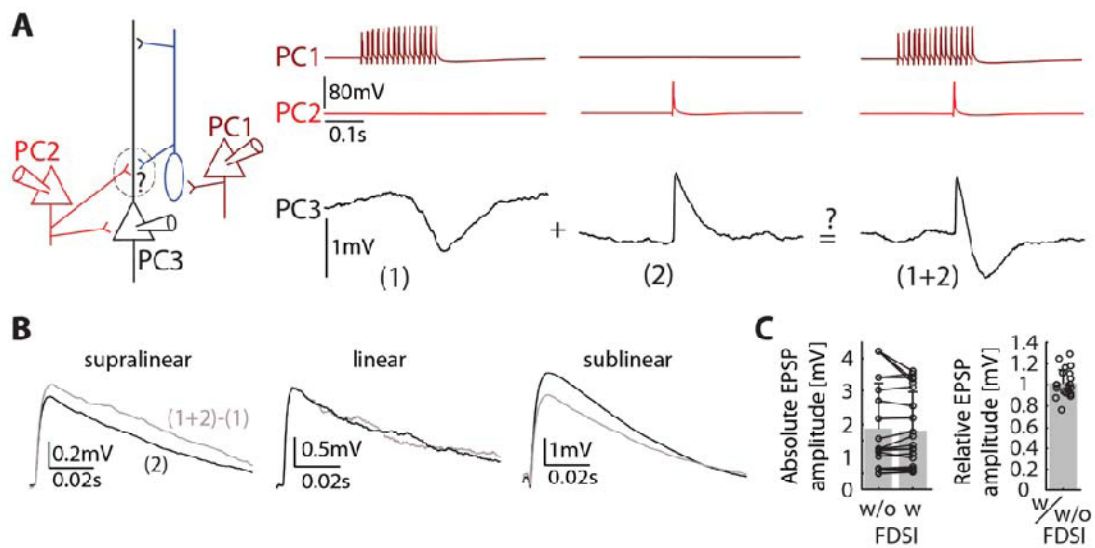 A
PC1
PC2
?
PC3
PC1
80mV
PC2
0.1s
PC3
1mV
(1)
+
(2)
?
=
(1+2)
B
supralinear
linear
sublinear
(1+2)-(1)
(2)
0.2mV
0.02s
0.5mV
0.02s
1mV
0.02s
C
Absolute EPSP
amplitude [mV]
4
3
2
1
0
w/o w
FDSI
Relative EPSP
amplitude [mV]
1.4
1.2
1
0.8
0.6
0.4
0.2
0
w/w/o
FDSI